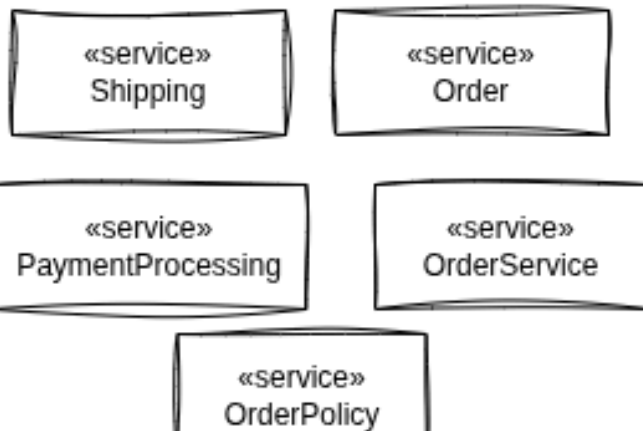 «service»
Shipping
«service»
Order
«service»
PaymentProcessing
«service»
OrderService
«service»
OrderPolicy